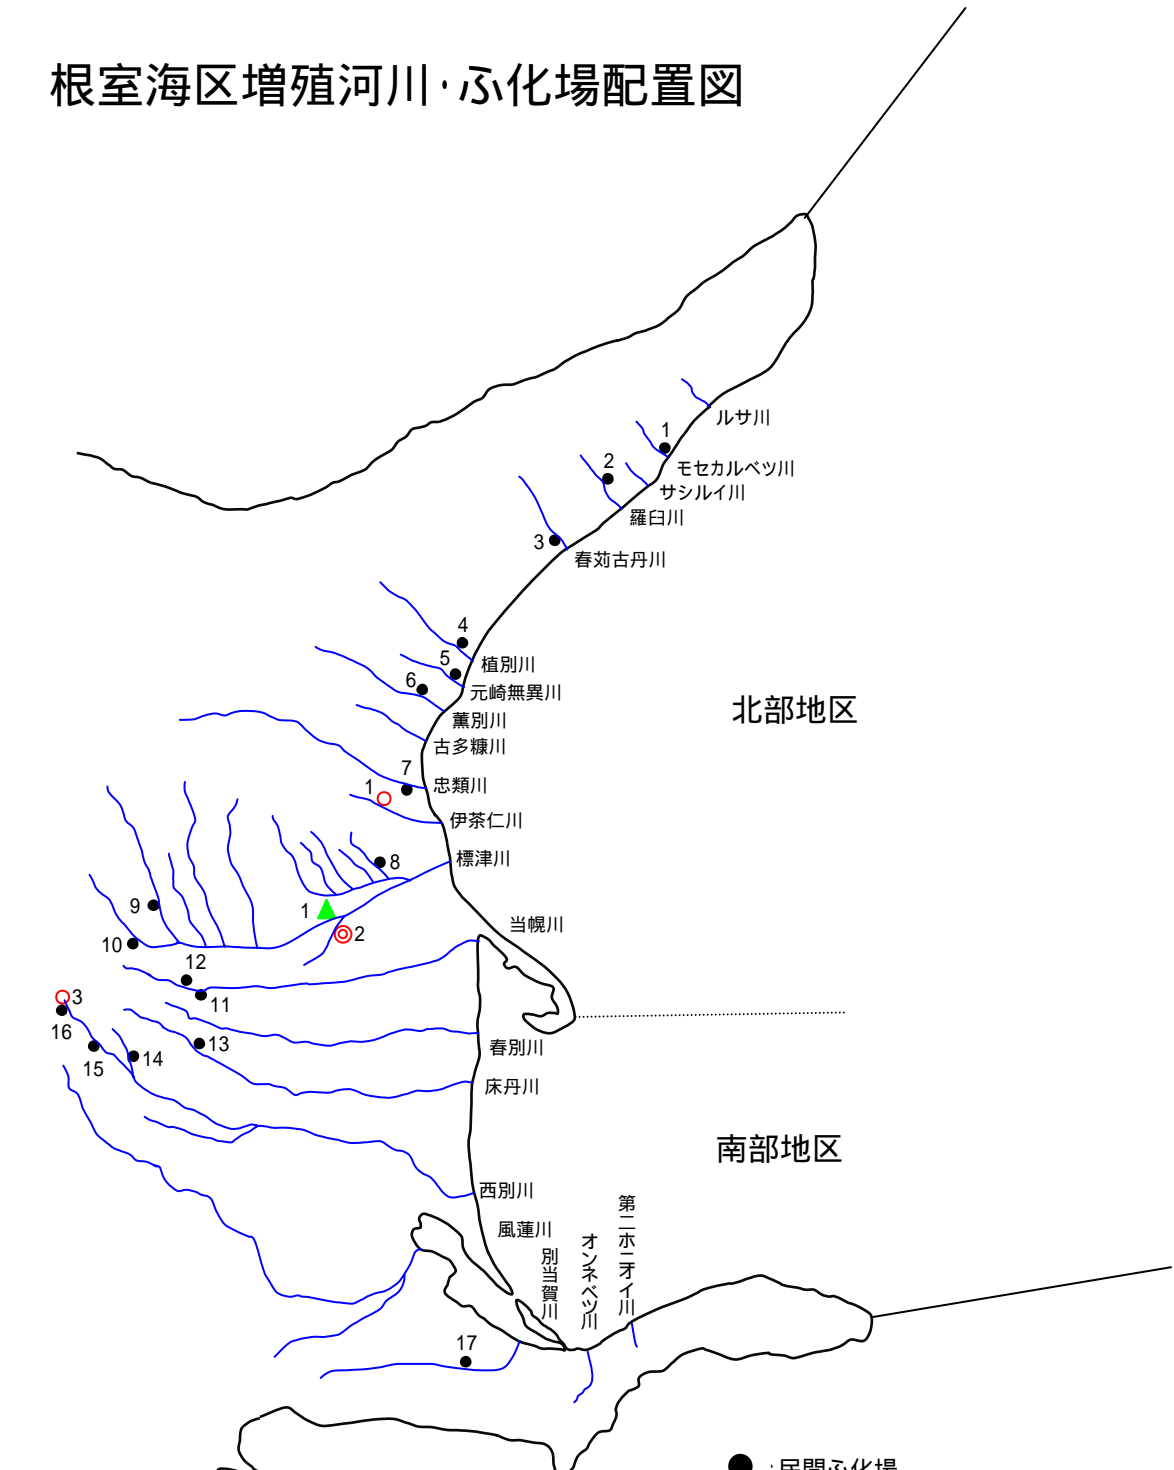 根室海区増殖河川・ふ化場配置図
ルサ川
1
モセカルベツ川
2
サシルイ川
羅臼川
3
春苅古丹川
4
植別川
5
元崎無異川
6
薫別川
北部地区
古多糠川
7
忠類川
1
伊茶仁川
標津川
8
9
1
当幌川
2
10
12
3
11
16
13
春別川
14
15
床丹川
南部地区
西別川
第二ホニオイ川
風蓮川
オンネベツ川
別当賀川
17
:民間ふ化場